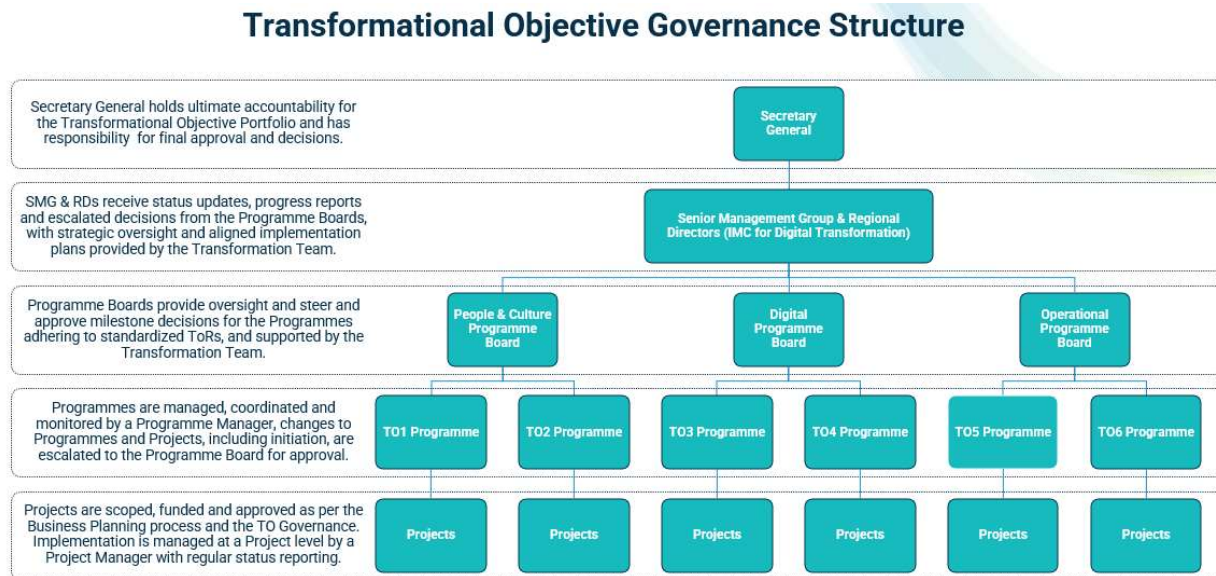 Transformational Objective Governance Structure
Secretary General holds ultimate accountability for
the Transformational Objective Portfolio and has
responsibility for final approval and decisions.
Secretary
General
SMG & RDs receive status updates, progress reports
and escalated decisions from the Programme Boards,
with strategic oversight and aligned implementation
plans provided by the Transformation Team.
Senior Management Group & Regional
Directors (IMC for Digital Transformation)
Programme Boards provide oversight and steer and
approve milestone decisions for the Programmes
adhering to standardized ToRs, and supported by the
Transformation Team.
People & Culture
Programme
Board
Digital
Programme
Board
Operational
Programme
Board
Programmes are managed, coordinated and
monitored by a Programme Manager, changes to
Programmes and Projects, including initiation, are
escalated to the Programme Board for approval.
TO1 Programme
TO2 Programme
TO3 Programme
TO4 Programme
TO5 Programme
TO6 Programme
Projects are scoped, funded and approved as per the
Business Planning process and the TO Governance.
Implementation is managed at a Project level by a
Project Manager with regular status reporting.
Projects
Projects
Projects
Projects
Projects
Projects